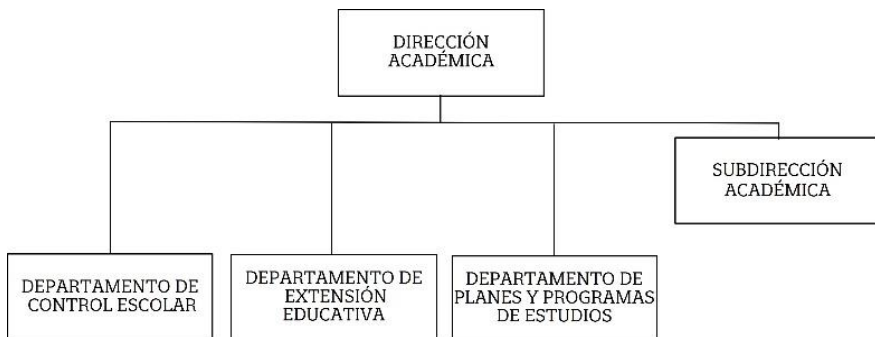 DIRECCIÓN
ACADÉMICA
SUBDIRECCIÓN
ACADÉMICA
DEPARTAMENTO DE
CONTROL ESCOLAR
DEPARTAMENTO DE
EXTENSIÓN
EDUCATIVA
DEPARTAMENTO DE
PLANES Y PROGRAMAS
DE ESTUDIOS